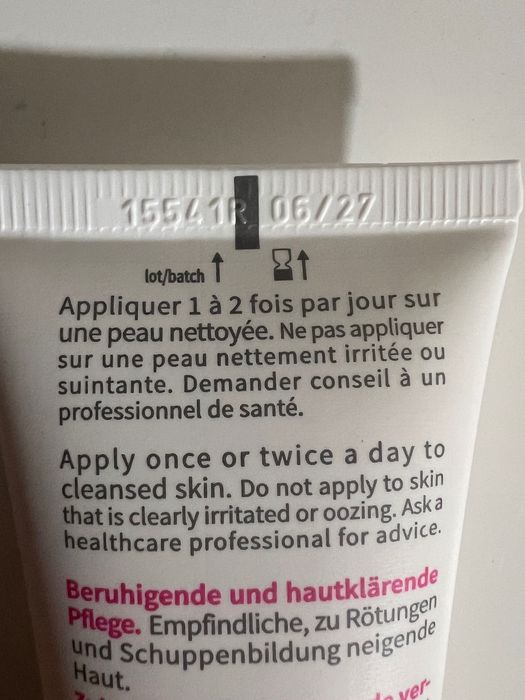 15541R 06/27
lot/batch
Appliquer 1 à 2 fois par jour sur
une peau nettoyée. Ne pas appliquer
sur une peau nettement irritée ou
suintante. Demander conseil à un
professionnel de santé.
Apply once or twice a day to
cleansed skin. Do not apply to skin
that is clearly irritated or oozing. Ask a
healthcare professional for advice.
Beruhigende und hautklärende
Pflege. Empfindliche, zu Rötungen
und Schuppenbildung neigende
Haut.